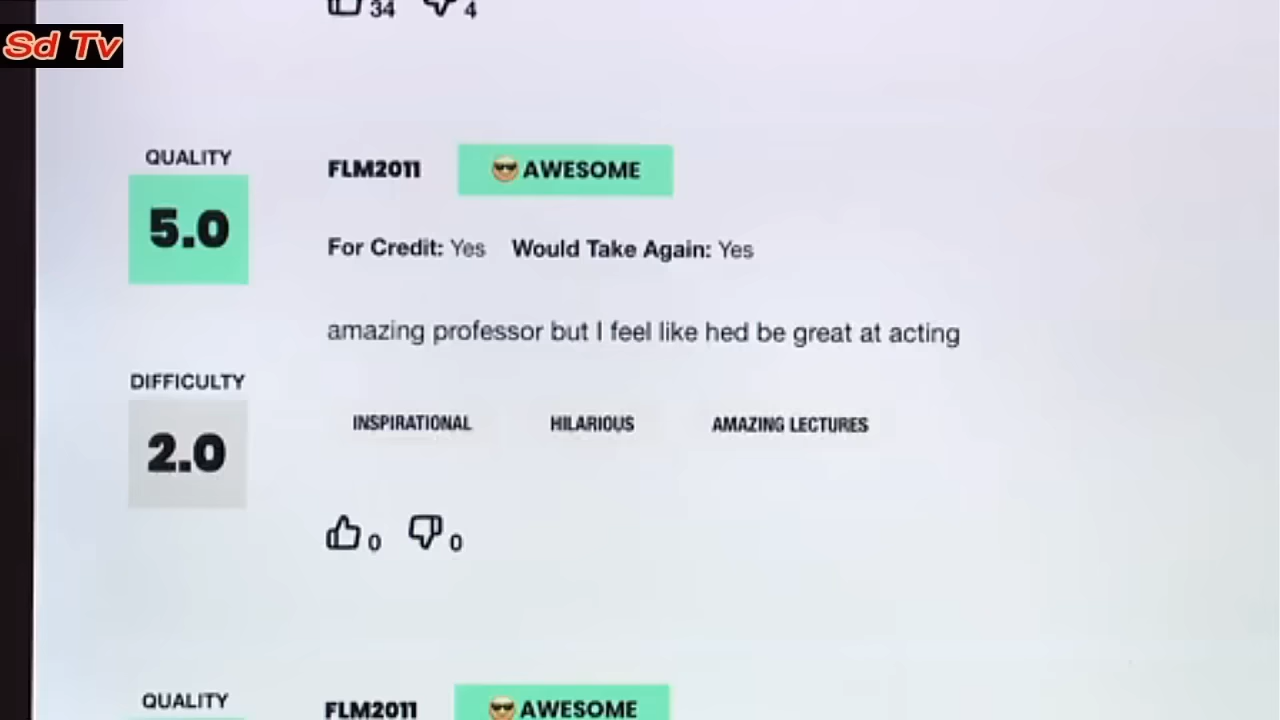 34 4
Sd Tv
QUALITY
5.0
FLM2011 😎 AWESOME
For Credit: Yes Would Take Again: Yes
amazing professor but I feel like hed be great at acting
DIFFICULTY
2.0
INSPIRATIONAL HILARIOUS AMAZING LECTURES
0 0
QUALITY
FLM2011 😎 AWESOME